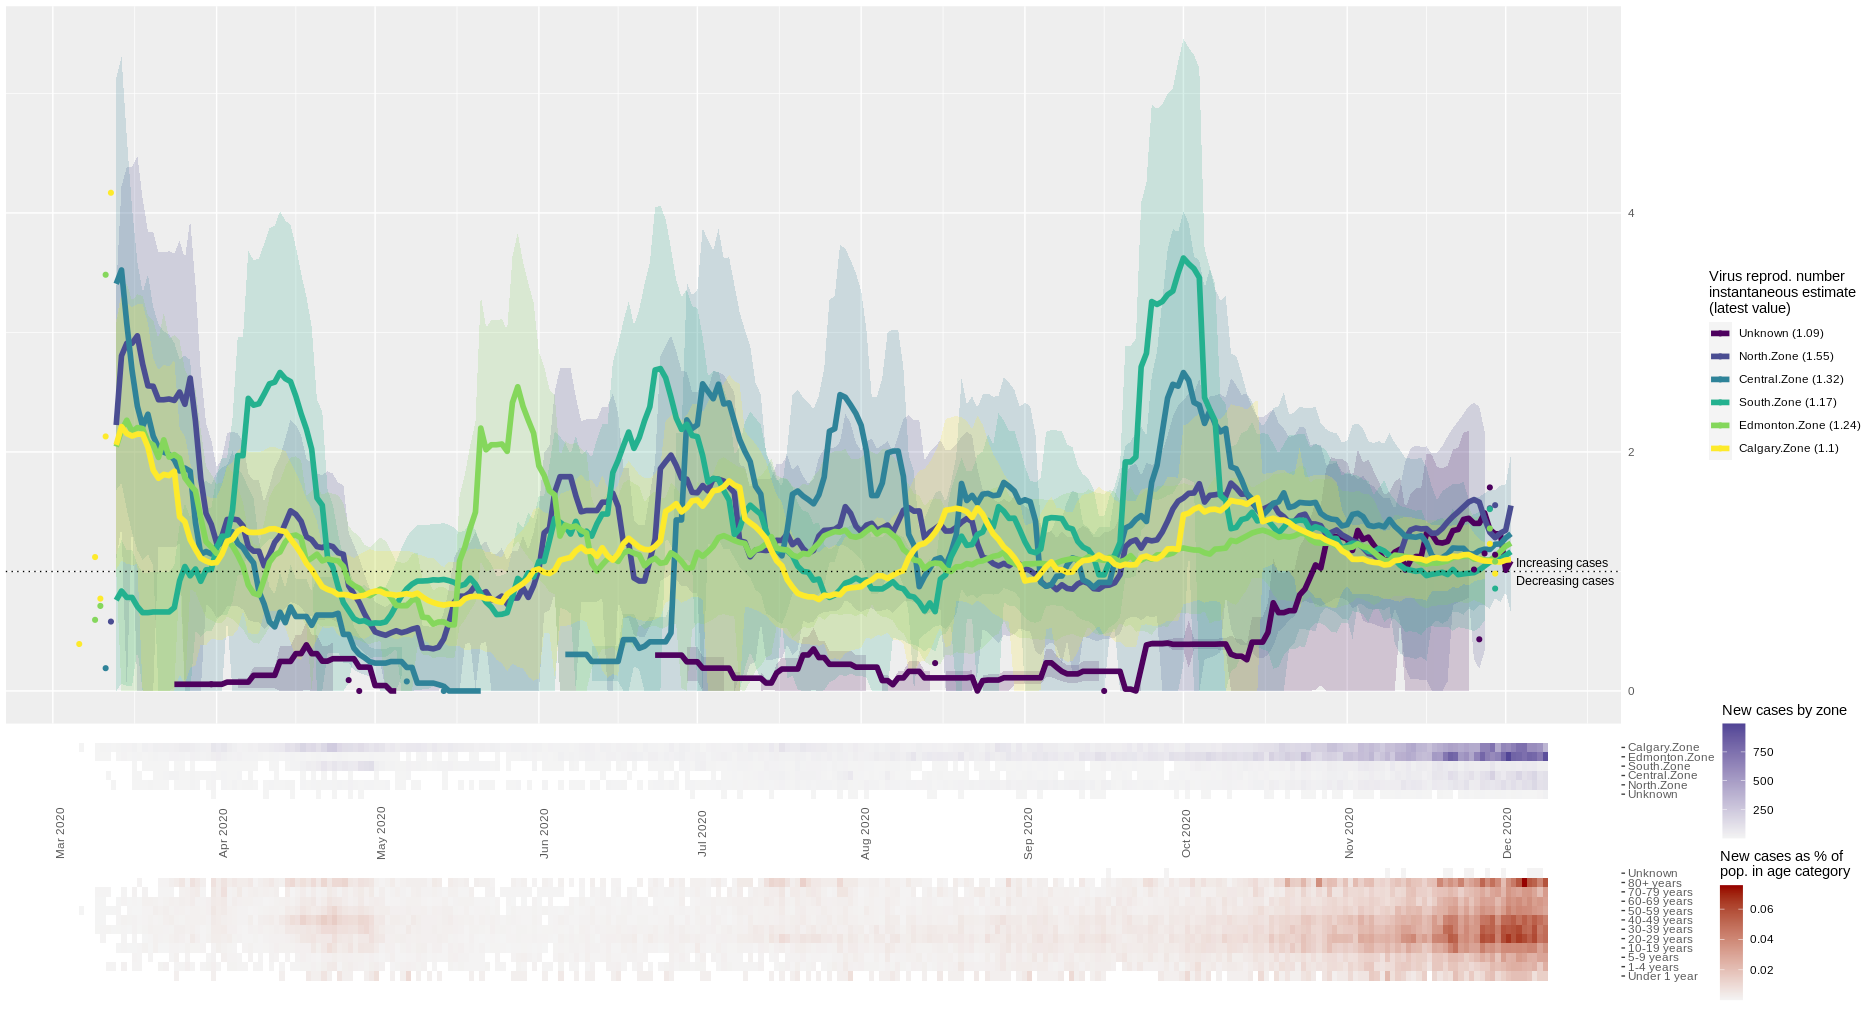 4
2
0
Increasing cases
Decreasing cases
Virus reprod. number
instantaneous estimate
(latest value)
Unknown (1.09)
North.Zone (1.55)
Central.Zone (1.32)
South.Zone (1.17)
Edmonton.Zone (1.24)
Calgary.Zone (1.1)
Calgary.Zone
Edmonton.Zone
South.Zone
Central.Zone
North.Zone
Unknown
New cases by zone
750
500
250
Mar 2020
Apr 2020
May 2020
Jun 2020
Jul 2020
Aug 2020
Sep 2020
Oct 2020
Nov 2020
Dec 2020
Unknown
80+ years
70-79 years
60-69 years
50-59 years
40-49 years
30-39 years
20-29 years
10-19 years
5-9 years
1-4 years
Under 1 year
New cases as % of
pop. in age category
0.06
0.04
0.02